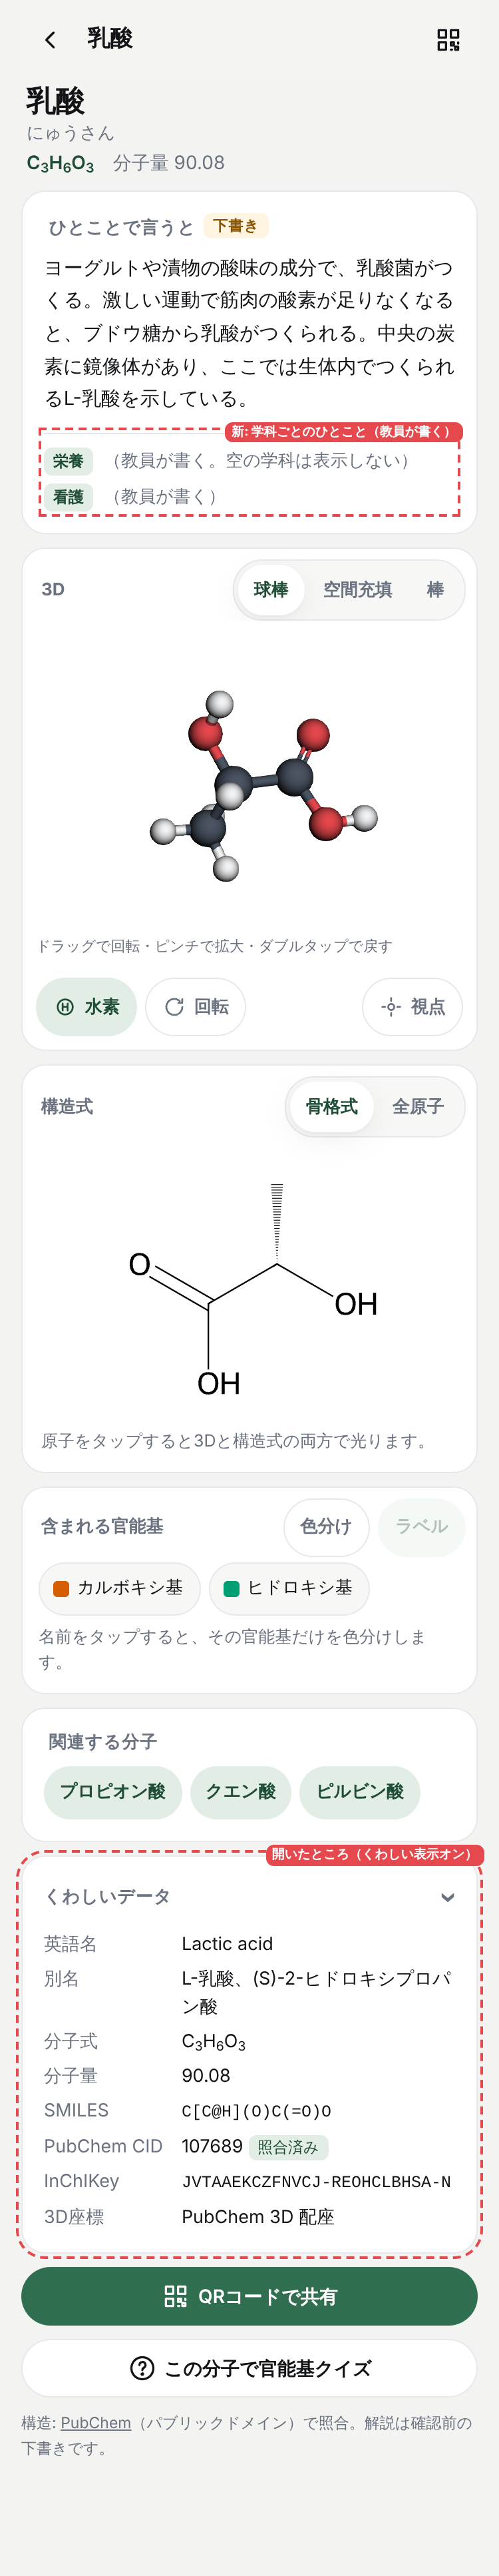 乳酸
乳酸
にゅうさん
C₃H₆O₃ 分子量 90.08
ひとことで言うと 下書き
ヨーグルトや漬物の酸味の成分で、乳酸菌がつ
くる。激しい運動で筋肉の酸素が足りなくなる
と、ブドウ糖から乳酸がつくられる。中央の炭
素に鏡像体があり、ここでは生体内でつくられ
るL-乳酸を示している。
新: 学科ごとのひとこと（教員が書く）
栄養 （教員が書く。空の学科は表示しない）
看護 （教員が書く）
3D 球棒 空間充填 棒
ドラッグで回転・ピンチで拡大・ダブルタップで戻す
H 水素 回転 視点
構造式 骨格式 全原子
O
OH
OH
原子をタップすると3Dと構造式の両方で光ります。
含まれる官能基 色分け ラベル
カルボキシ基 ヒドロキシ基
名前をタップすると、その官能基だけを色分けしま
す。
関連する分子
プロピオン酸 クエン酸 ピルビン酸
開いたところ（くわしい表示オン）
くわしいデータ
英語名 Lactic acid
別名 L-乳酸、(S)-2-ヒドロキシプロパ
ン酸
分子式 C₃H₆O₃
分子量 90.08
SMILES C[C@H](O)C(=O)O
PubChem CID 107689 照合済み
InChIKey JVTAAEKCZFNVCJ-REOHCLBHSA-N
3D座標 PubChem 3D 配座
QRコードで共有
? この分子で官能基クイズ
構造: PubChem（パブリックドメイン）で照合。解説は確認前の
下書きです。